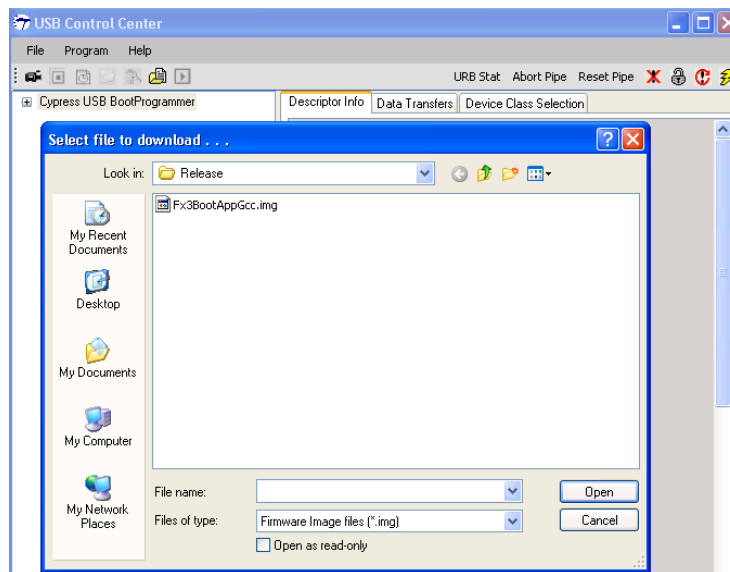 USB Control Center
File Program Help
URB Stat Abort Pipe Reset Pipe
Cypress USB BootProgrammer
Descriptor Info Data Transfers Device Class Selection
Select file to download . . .
Look in: Release
Fx3BootAppGcc.img
My Recent
Documents
Desktop
My Documents
My Computer
My Network
Places
File name:
Open
Files of type: Firmware Image files (*.img)
Cancel
Open as read-only